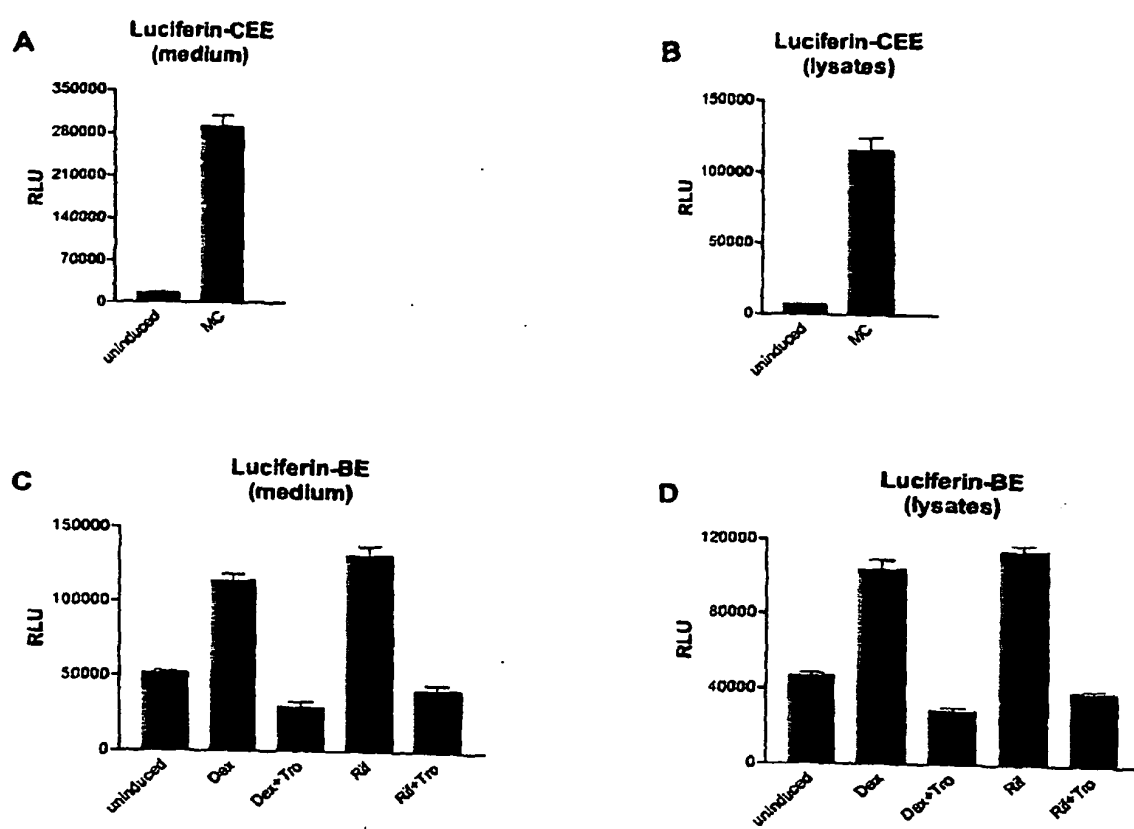 A
Luciferin-CEE
(medium)
350000
280000
210000
140000
70000
0
RLU
uninduced
MC
B
Luciferin-CEE
(lysates)
150000
100000
50000
0
RLU
uninduced
MC
C
Luciferin-BE
(medium)
150000
100000
50000
0
RLU
uninduced
Dex
Dex+Tro
Rif
Rif+Tro
D
Luciferin-BE
(lysates)
120000
80000
40000
0
RLU
uninduced
Dex
Dex+Tro
Rif
Rif+Tro